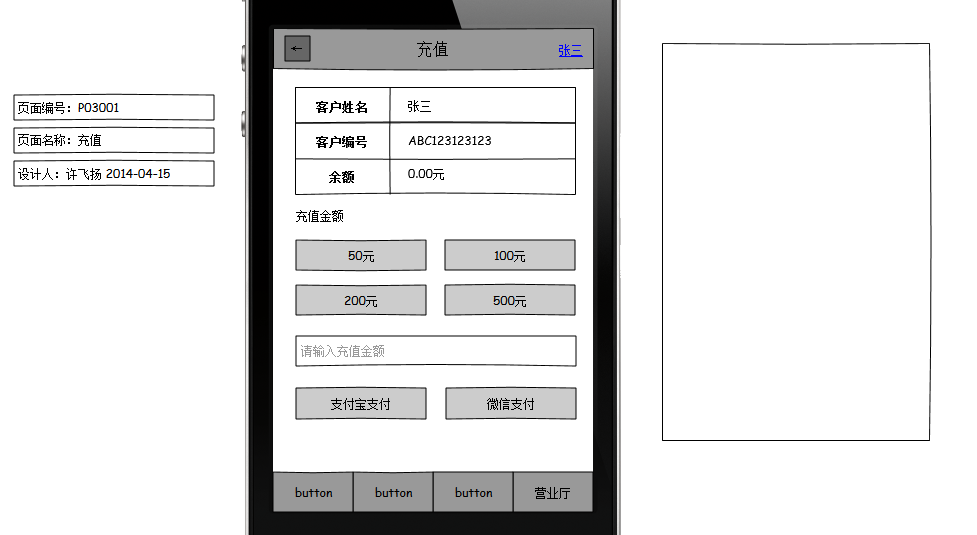 页面编号：P03001
页面名称：充值
设计人：许飞扬 2014-04-15
← 充值 张三
客户姓名 张三
客户编号 ABC123123123
余额 0.00元
充值金额
50元 100元
200元 500元
请输入充值金额
支付宝支付 微信支付
button button button 营业厅